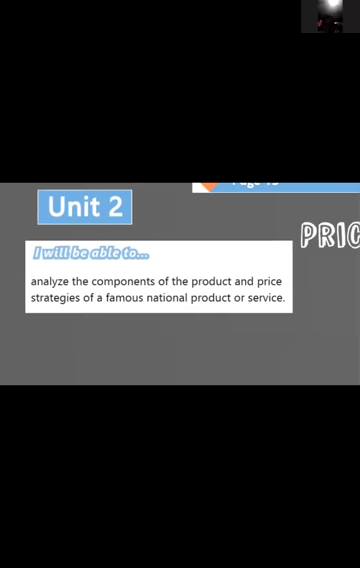 Unit 2
I will be able to...
analyze the components of the product and price
strategies of a famous national product or service.